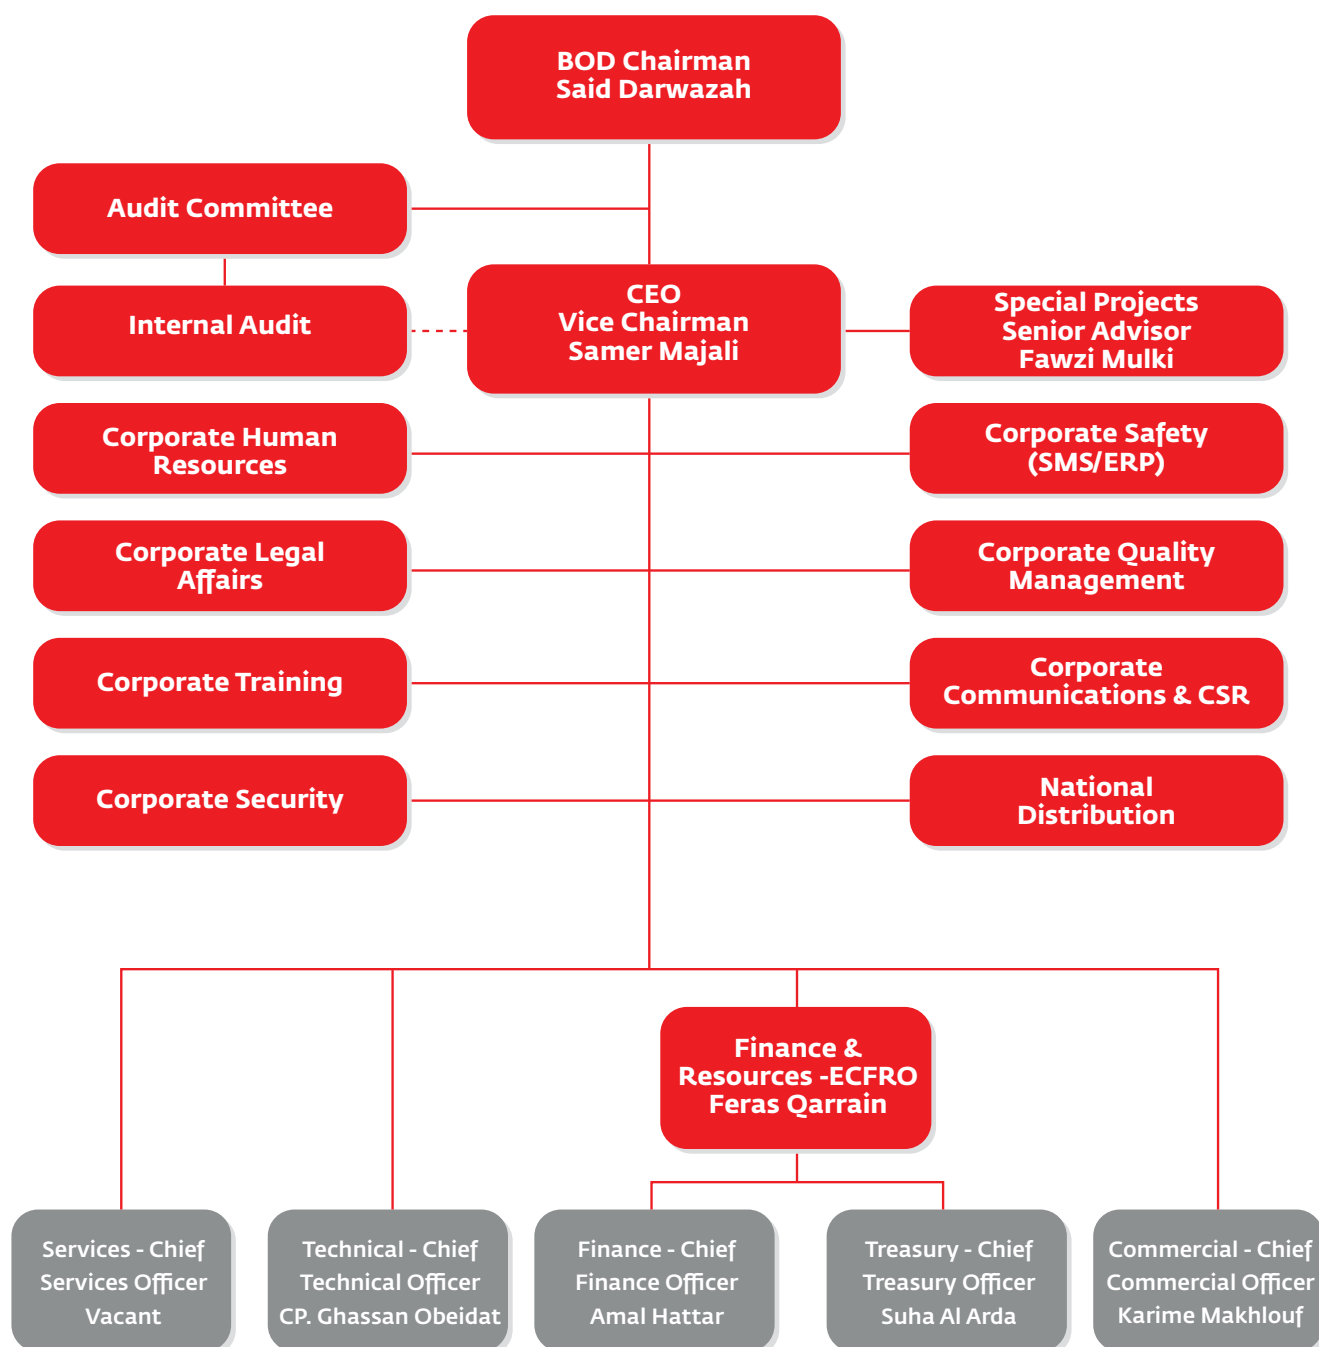 BOD Chairman
Said Darwazah
Audit Committee
Internal Audit
CEO
Vice Chairman
Samer Majali
Special Projects
Senior Advisor
Fawzi Mulki
Corporate Human
Resources
Corporate Safety
(SMS/ERP)
Corporate Legal
Affairs
Corporate Quality
Management
Corporate Training
Corporate
Communications & CSR
Corporate Security
National
Distribution
Finance &
Resources -ECFRO
Feras Qarrain
Services - Chief
Services Officer
Vacant
Technical - Chief
Technical Officer
CP. Ghassan Obeidat
Finance - Chief
Finance Officer
Amal Hattar
Treasury - Chief
Treasury Officer
Suha Al Arda
Commercial - Chief
Commercial Officer
Karime Makhlouf